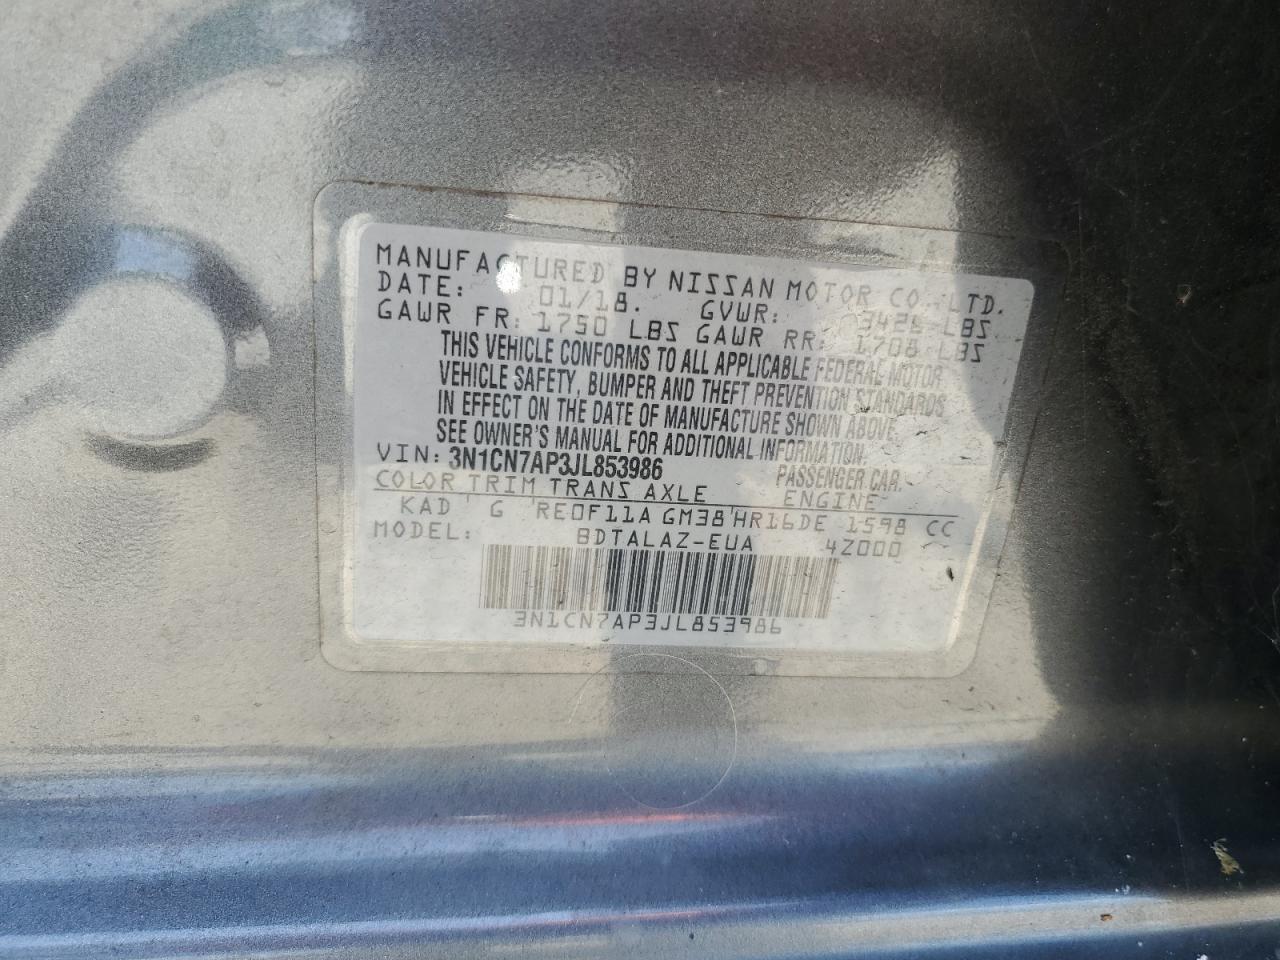 MANUFACTURED BY NISSAN MOTOR CO.,LTD.
DATE: 01/18. GVWR: LBS
GAWR FR: 1750 LBS GAWR RR: 1708 LBS
THIS VEHICLE CONFORMS TO ALL APPLICABLE FEDERAL MOTOR
VEHICLE SAFETY, BUMPER AND THEFT PREVENTION STANDARDS
IN EFFECT ON THE DATE OF MANUFACTURE SHOWN ABOVE.
SEE OWNER'S MANUAL FOR ADDITIONAL INFORMATION.
VIN: 3N1CN7AP3JL853986 PASSENGER CAR.
COLOR TRIM TRANS AXLE ENGINE
KAD G RE0F11A GM38 HR16DE 1598 CC
MODEL: BDTALAZ-EUA 4Z000
3N1CN7AP3JL853986